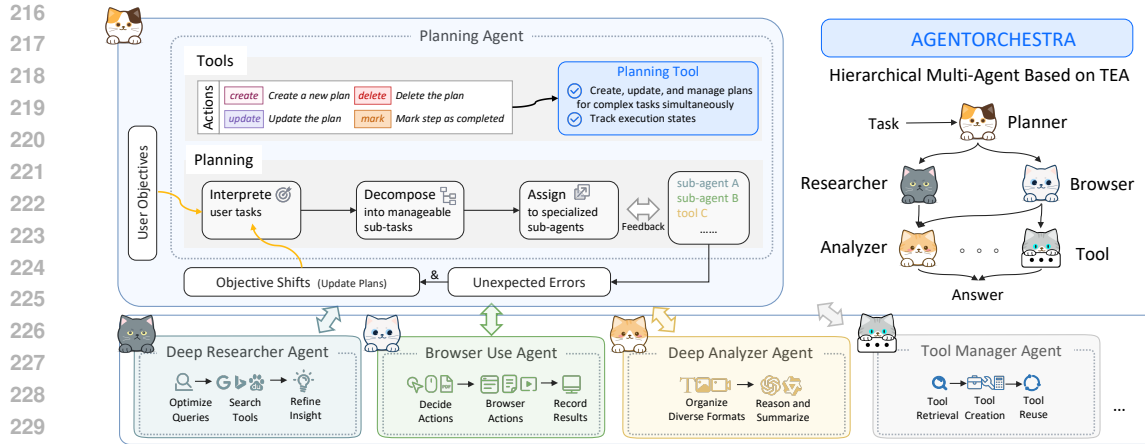 216
217
218
219
220
221
222
223
224
225
226
227
228
229
Planning Agent
Tools
Actions
create Create a new plan delete Delete the plan
update Update the plan mark Mark step as completed
Planning Tool
Create, update, and manage plans
for complex tasks simultaneously
Track execution states
User Objectives
Planning
Interprete
user tasks
Decompose
into manageable
sub-tasks
Assign
to specialized
sub-agents
Feedback
sub-agent A
sub-agent B
tool C
......
Objective Shifts (Update Plans)
&
Unexpected Errors
AGENTORCHESTRA
Hierarchical Multi-Agent Based on TEA
Task
Planner
Researcher
Browser
Analyzer
Tool
Answer
Deep Researcher Agent
Optimize
Queries
Search
Tools
Refine
Insight
Browser Use Agent
Decide
Actions
Browser
Actions
Record
Results
Deep Analyzer Agent
Organize
Diverse Formats
Reason and
Summarize
Tool Manager Agent
Tool
Retrieval
Tool
Creation
Tool
Reuse
...